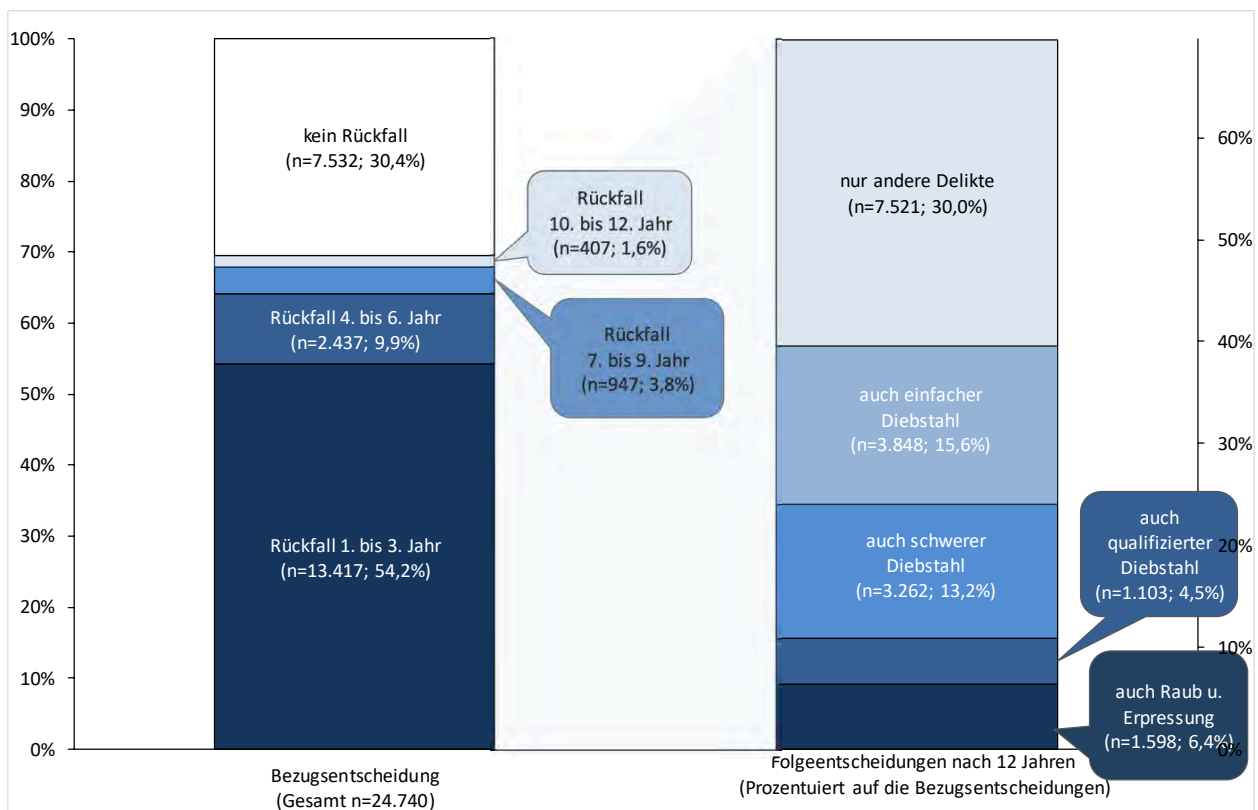 100%
90%
80%
70%
60%
50%
40%
30%
20%
10%
0%
kein Rückfall
(n=7.532; 30,4%)
Rückfall
10. bis 12. Jahr
(n=407; 1,6%)
Rückfall
7. bis 9. Jahr
(n=947; 3,8%)
Rückfall 4. bis 6. Jahr
(n=2.437; 9,9%)
Rückfall 1. bis 3. Jahr
(n=13.417; 54,2%)
Bezugsentscheidung
(Gesamt n=24.740)
nur andere Delikte
(n=7.521; 30,0%)
auch einfacher
Diebstahl
(n=3.848; 15,6%)
auch schwerer
Diebstahl
(n=3.262; 13,2%)
auch
qualifizierter
Diebstahl
(n=1.103; 4,5%)
auch Raub u.
Erpressung
(n=1.598; 6,4%)
Folgeentscheidungen nach 12 Jahren
(Prozentuiert auf die Bezugsentscheidungen)
60%
50%
40%
30%
20%
10%
0%